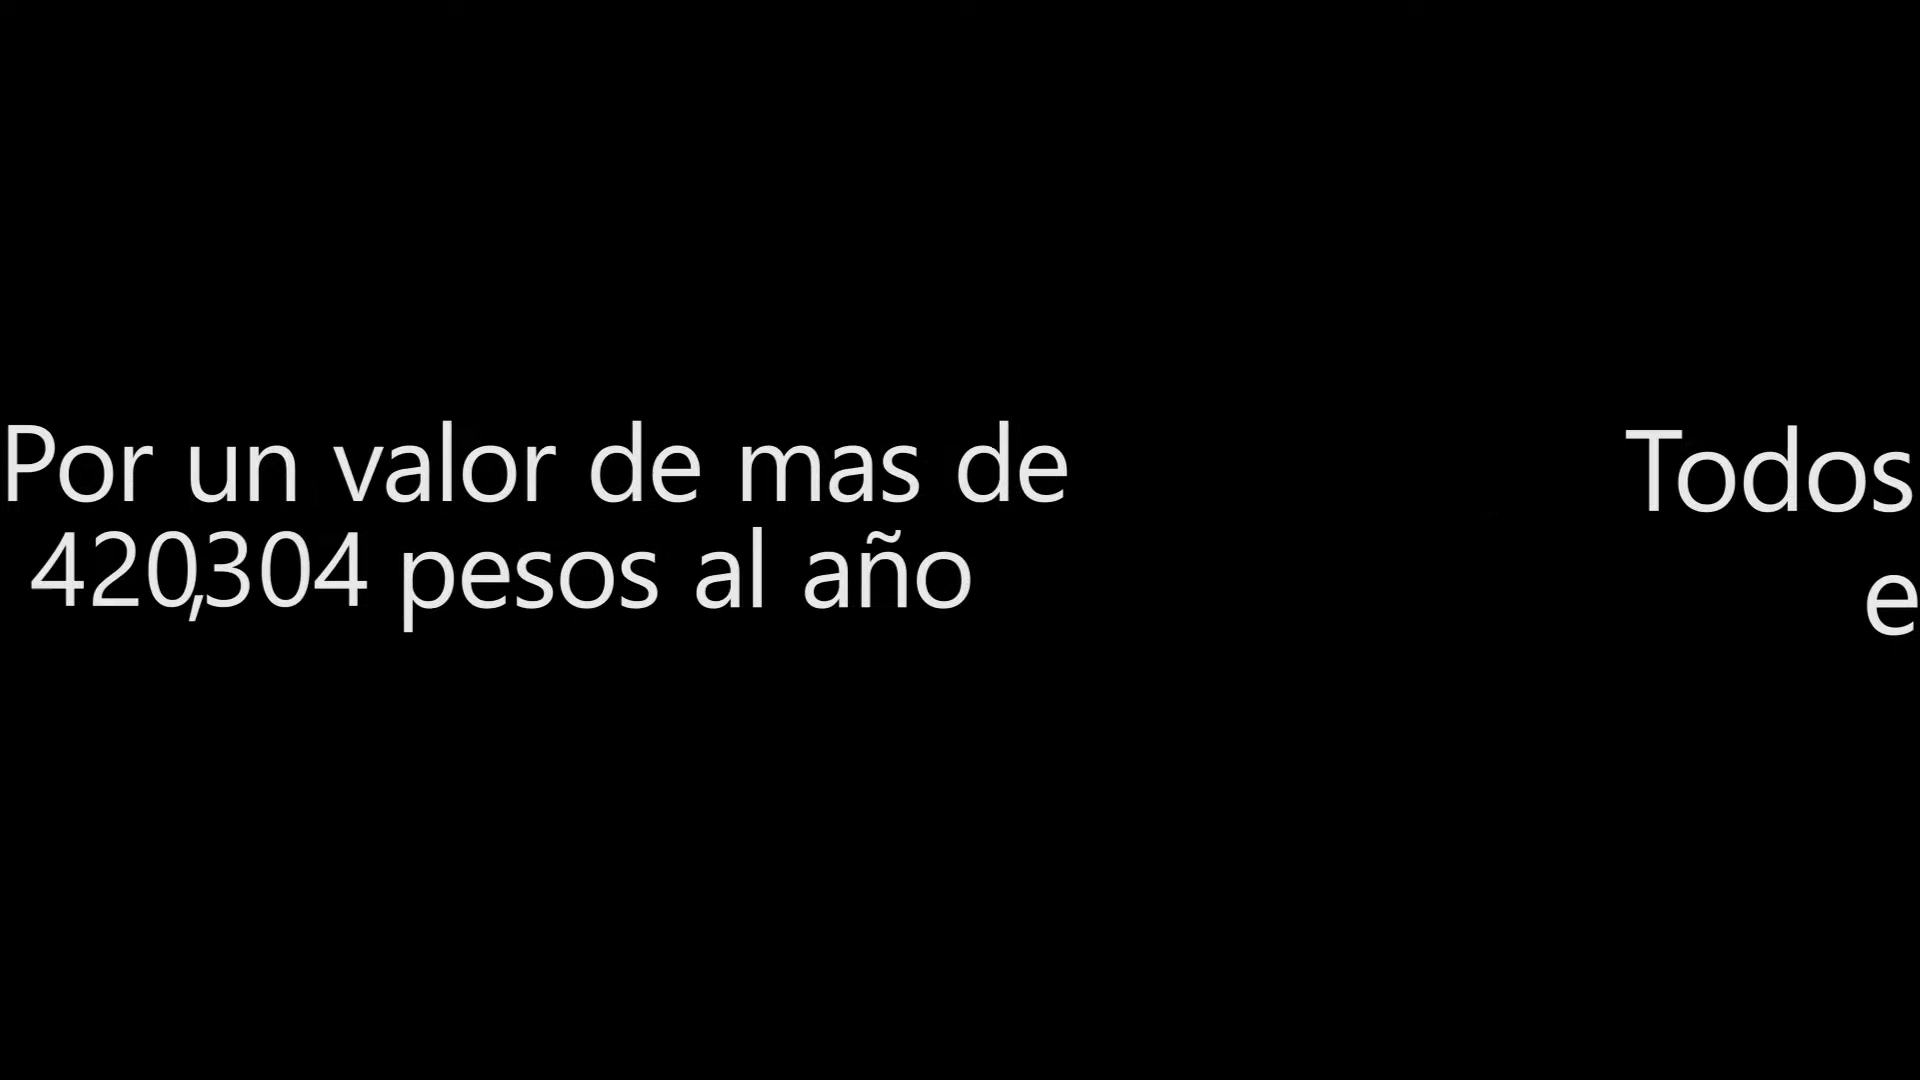 Por un valor de mas de
420,304 pesos al año
Todos
e